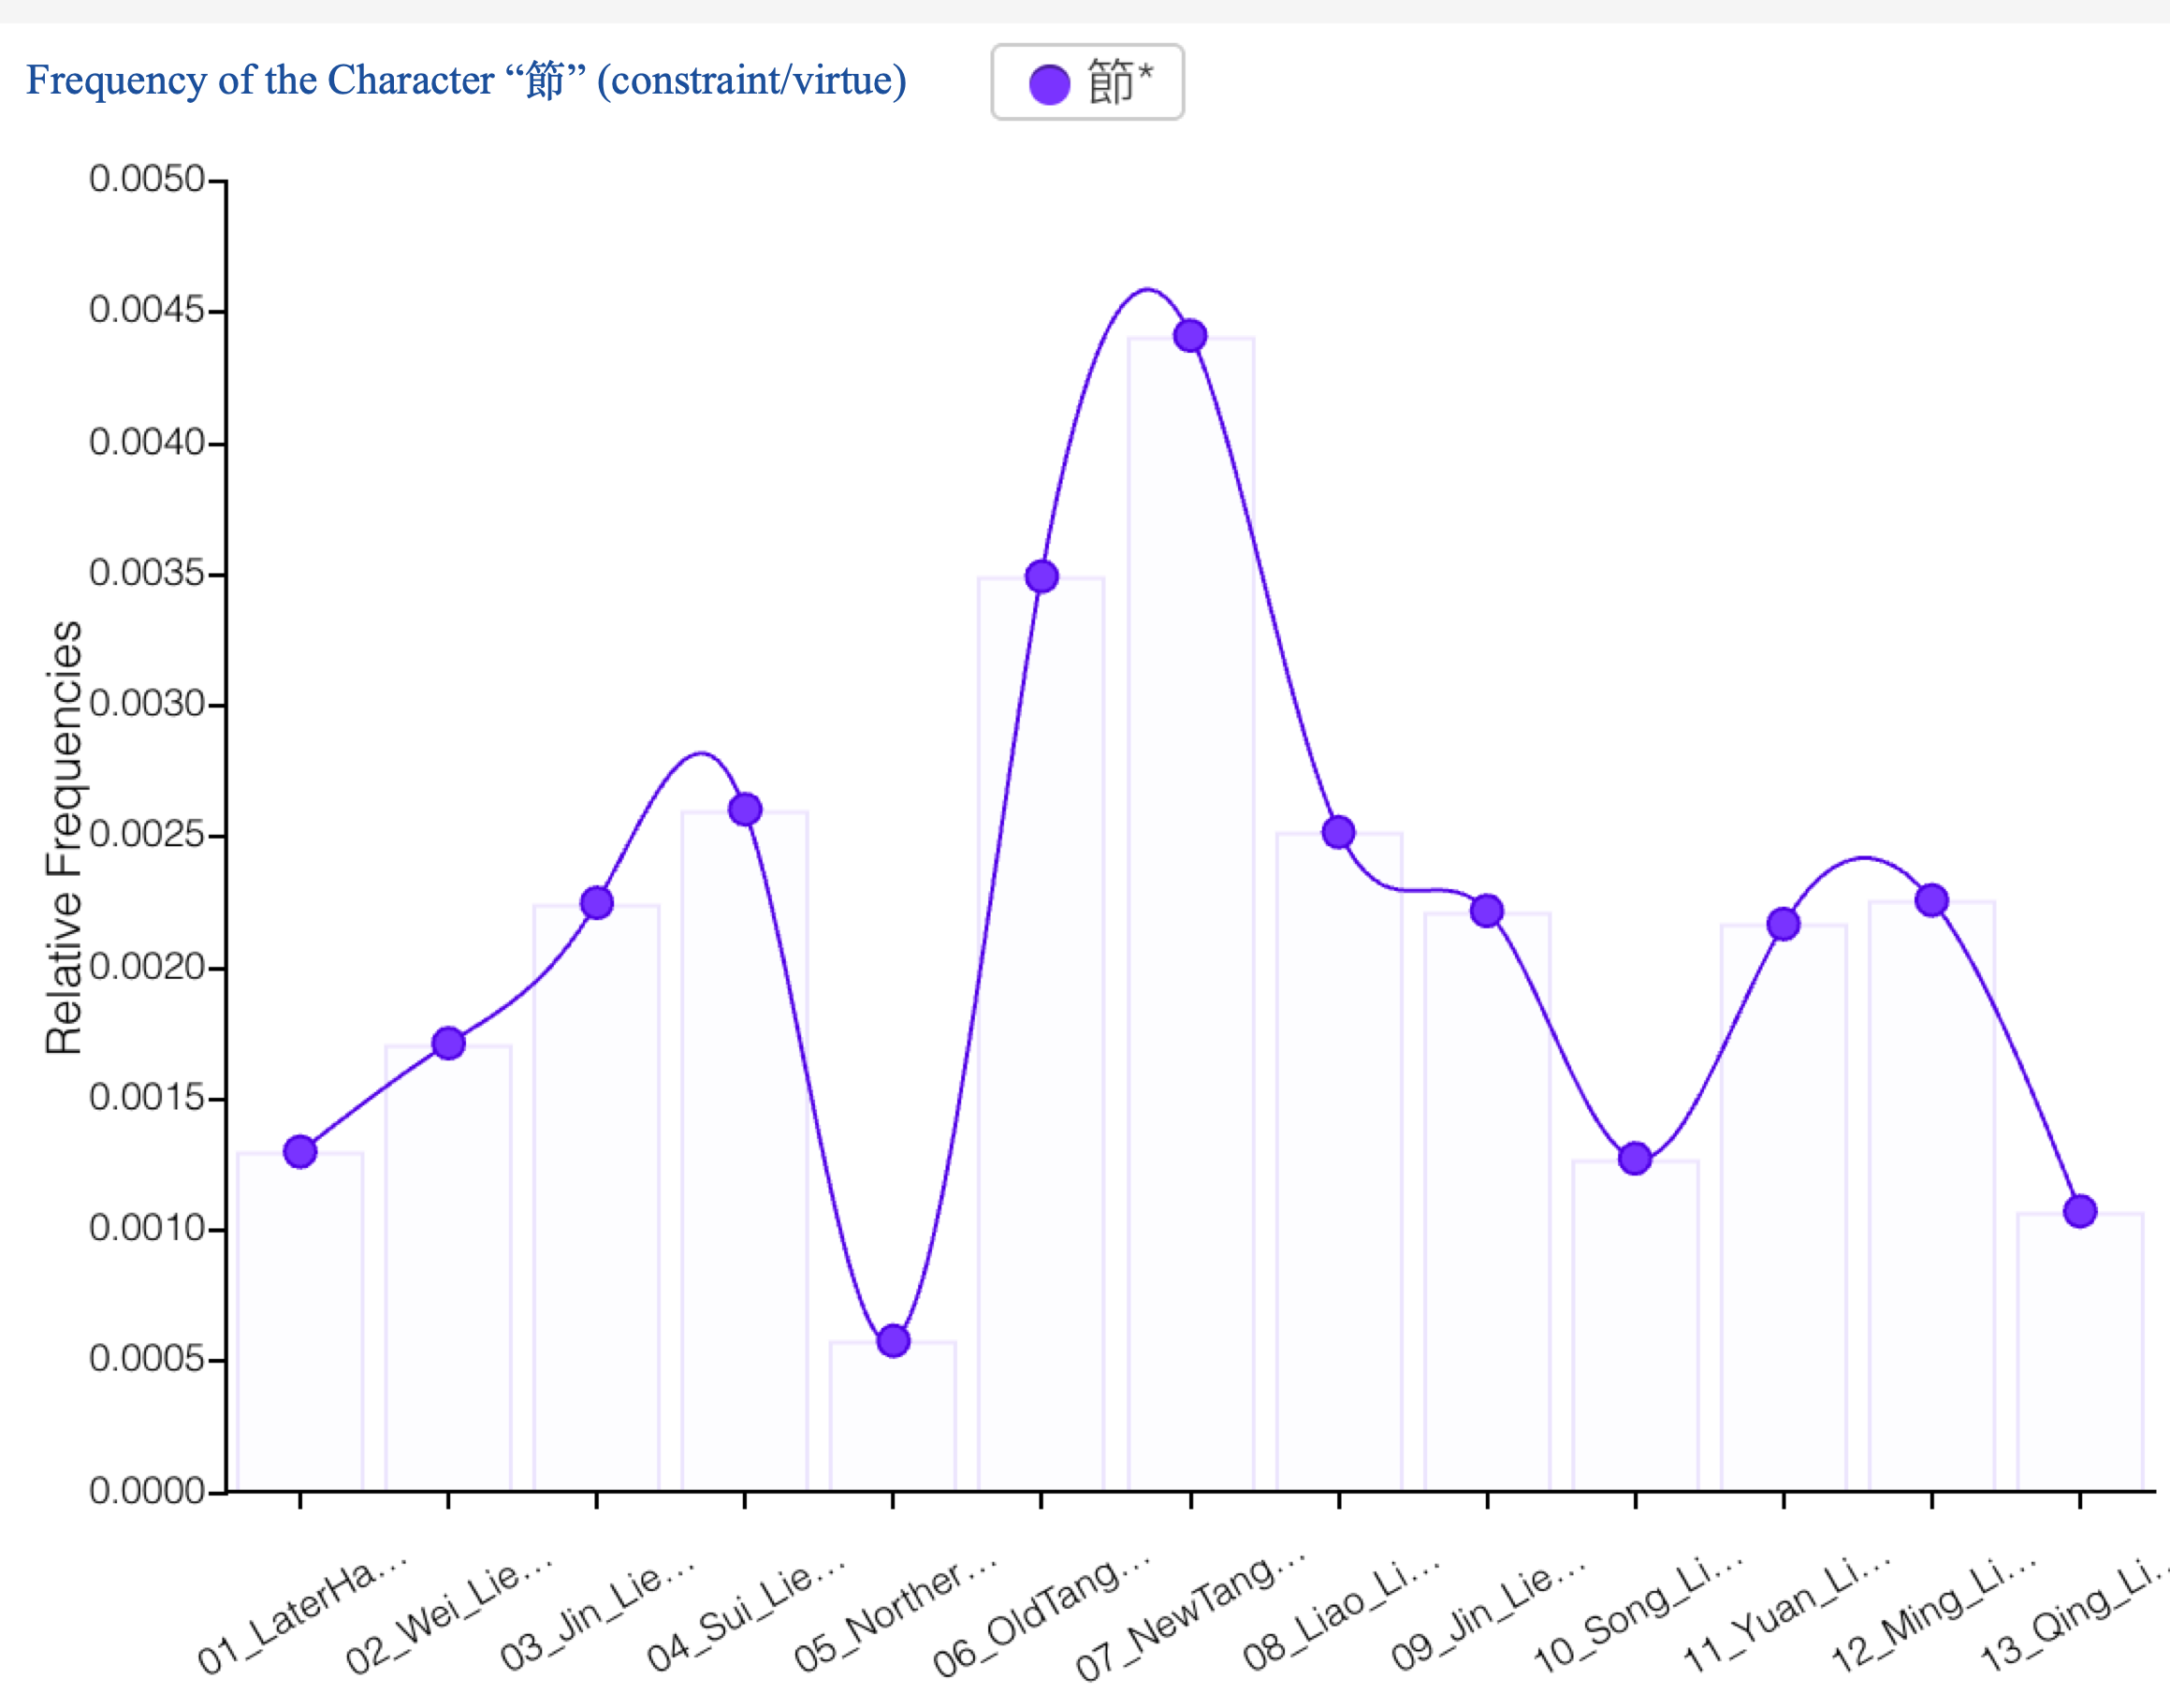 Frequency of the Character “節” (constraint/virtue)
節*
0.0050
0.0045
0.0040
0.0035
0.0030
0.0025
0.0020
0.0015
0.0010
0.0005
0.0000
Relative Frequencies
01_LaterHa...
02_Wei_Lie...
03_Jin_Lie...
04_Sui_Lie...
05_Norther...
06_OldTang...
07_NewTang...
08_Liao_Li...
09_Jin_Lie...
10_Song_Li...
11_Yuan_Li...
12_Ming_Li...
13_Qing_Li..